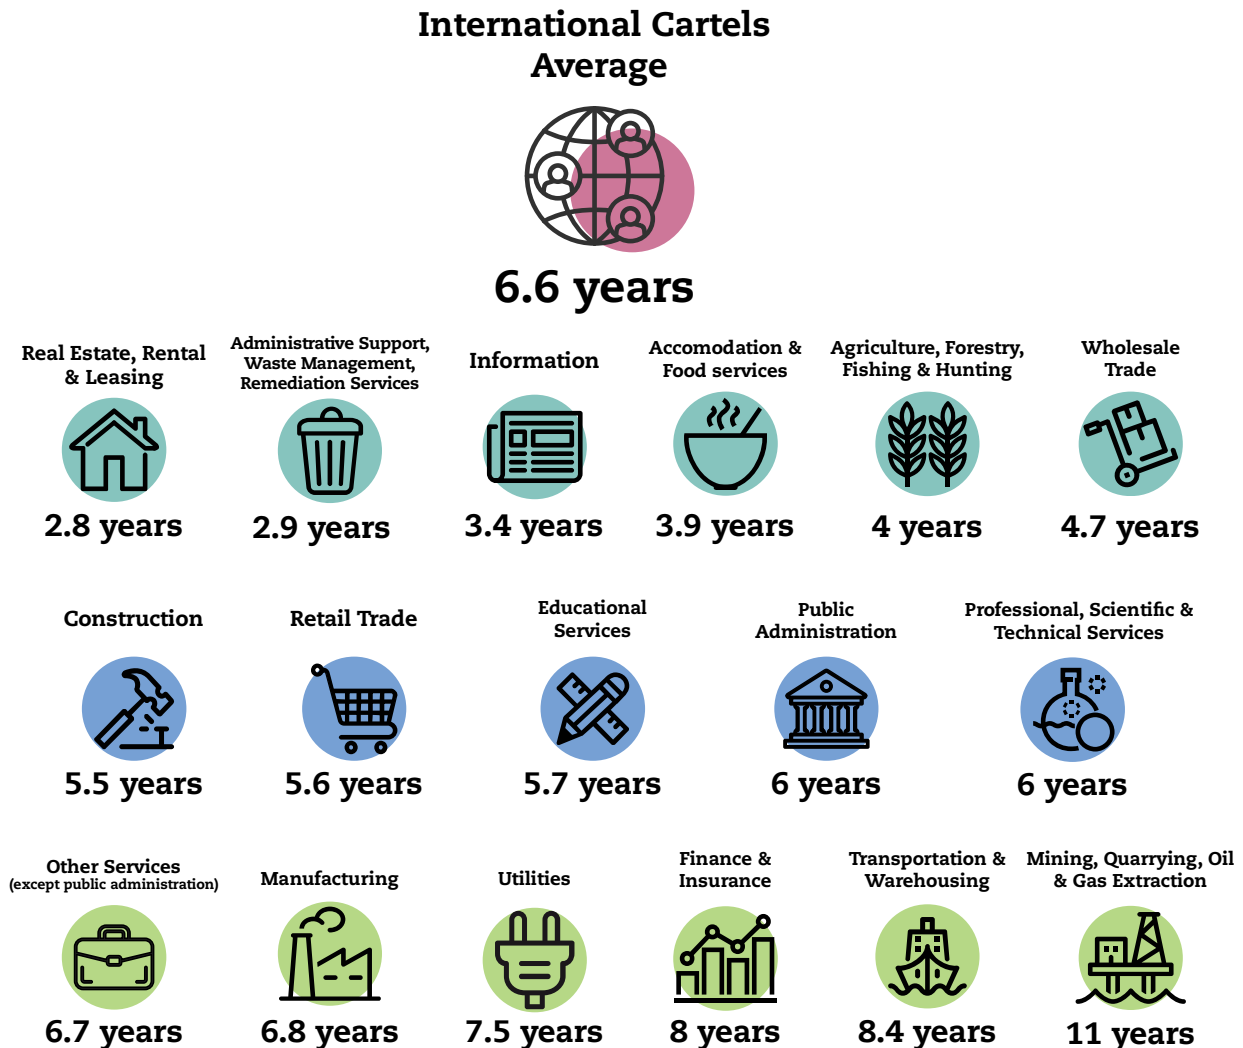 International Cartels
Average
6.6 years
Real Estate, Rental
& Leasing
2.8 years
Administrative Support,
Waste Management,
Remediation Services
2.9 years
Information
3.4 years
Accomodation &
Food services
3.9 years
Agriculture, Forestry,
Fishing & Hunting
4 years
Wholesale
Trade
4.7 years
Construction
5.5 years
Retail Trade
5.6 years
Educational
Services
5.7 years
Public
Administration
6 years
Professional, Scientific &
Technical Services
6 years
Other Services
(except public administration)
6.7 years
Manufacturing
6.8 years
Utilities
7.5 years
Finance &
Insurance
8 years
Transportation &
Warehousing
8.4 years
Mining, Quarrying, Oil
& Gas Extraction
11 years